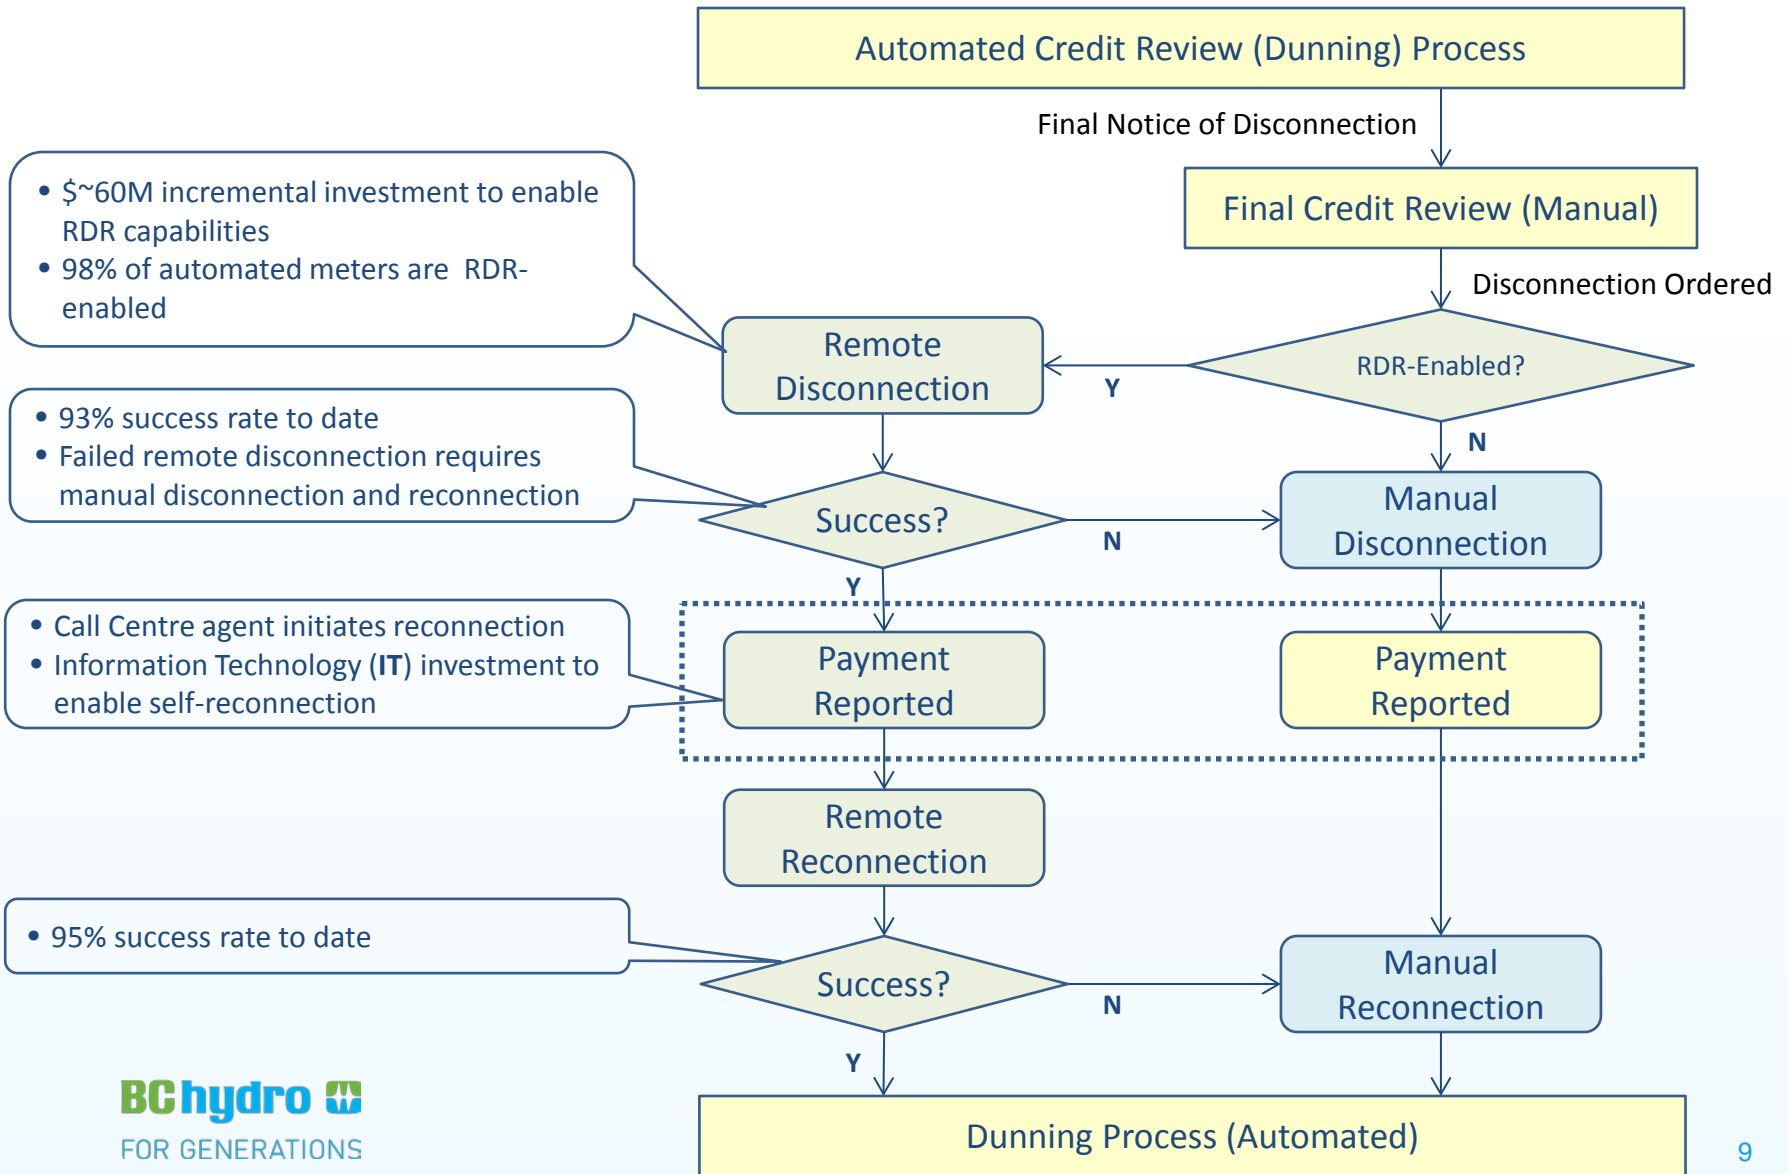 Automated Credit Review (Dunning) Process
Final Notice of Disconnection
Final Credit Review (Manual)
Disconnection Ordered
• $~60M incremental investment to enable
RDR capabilities
• 98% of automated meters are RDR-
enabled
Remote
Disconnection
Y
RDR-Enabled?
N
• 93% success rate to date
• Failed remote disconnection requires
manual disconnection and reconnection
Success?
N
Manual
Disconnection
Y
• Call Centre agent initiates reconnection
• Information Technology (IT) investment to
enable self-reconnection
Payment
Reported
Payment
Reported
Remote
Reconnection
• 95% success rate to date
Success?
N
Manual
Reconnection
Y
Dunning Process (Automated)
BChydro
FOR GENERATIONS
9